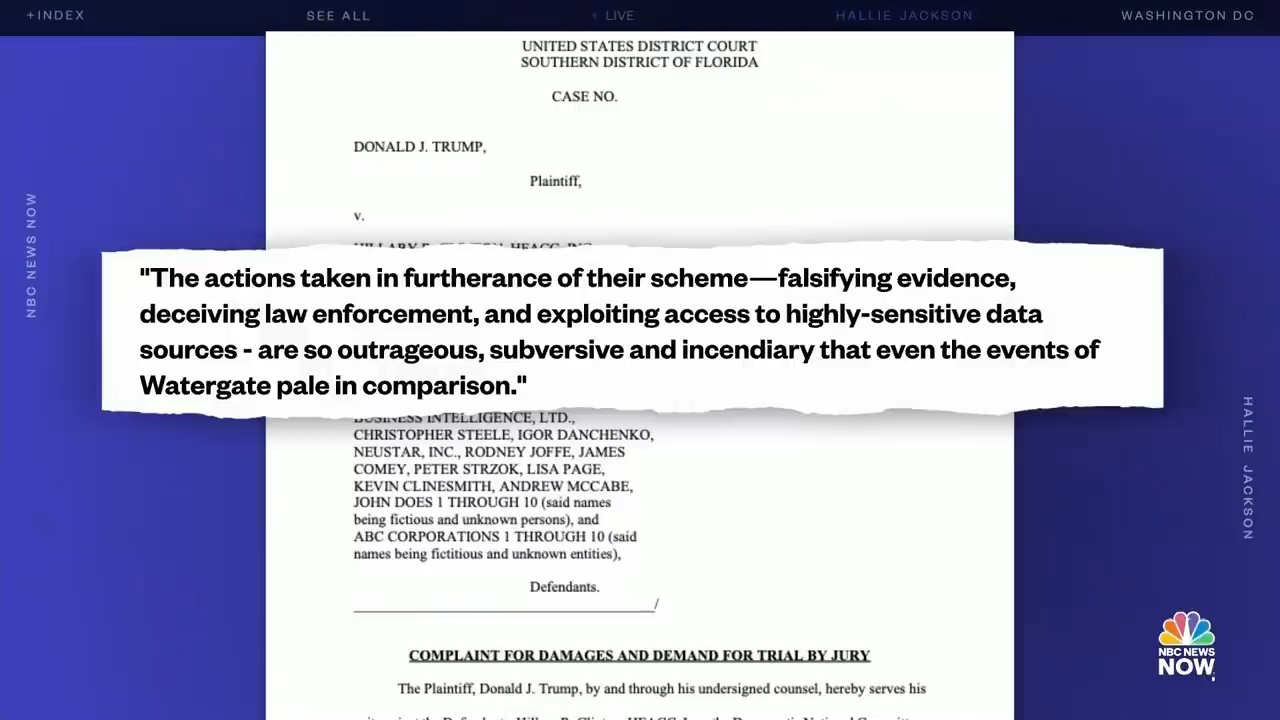 +INDEX
SEE ALL
LIVE
HALLIE JACKSON
WASHINGTON DC
UNITED STATES DISTRICT COURT
SOUTHERN DISTRICT OF FLORIDA
CASE NO.
DONALD J. TRUMP,
Plaintiff,
v.
"The actions taken in furtherance of their scheme—falsifying evidence,
deceiving law enforcement, and exploiting access to highly-sensitive data
sources - are so outrageous, subversive and incendiary that even the events of
Watergate pale in comparison."
BUSINESS INTELLIGENCE, LTD.,
CHRISTOPHER STEELE, IGOR DANCHENKO,
NEUSTAR, INC., RODNEY JOFFE, JAMES
COMEY, PETER STRZOK, LISA PAGE,
KEVIN CLINESMITH, ANDREW MCCABE,
JOHN DOES 1 THROUGH 10 (said names
being fictious and unknown persons), and
ABC CORPORATIONS 1 THROUGH 10 (said
names being fictitious and unknown entities),
Defendants.
/
COMPLAINT FOR DAMAGES AND DEMAND FOR TRIAL BY JURY
The Plaintiff, Donald J. Trump, by and through his undersigned counsel, hereby serves his
NBC NEWS NOW
HALLIE JACKSON
NBC NEWS
NOW